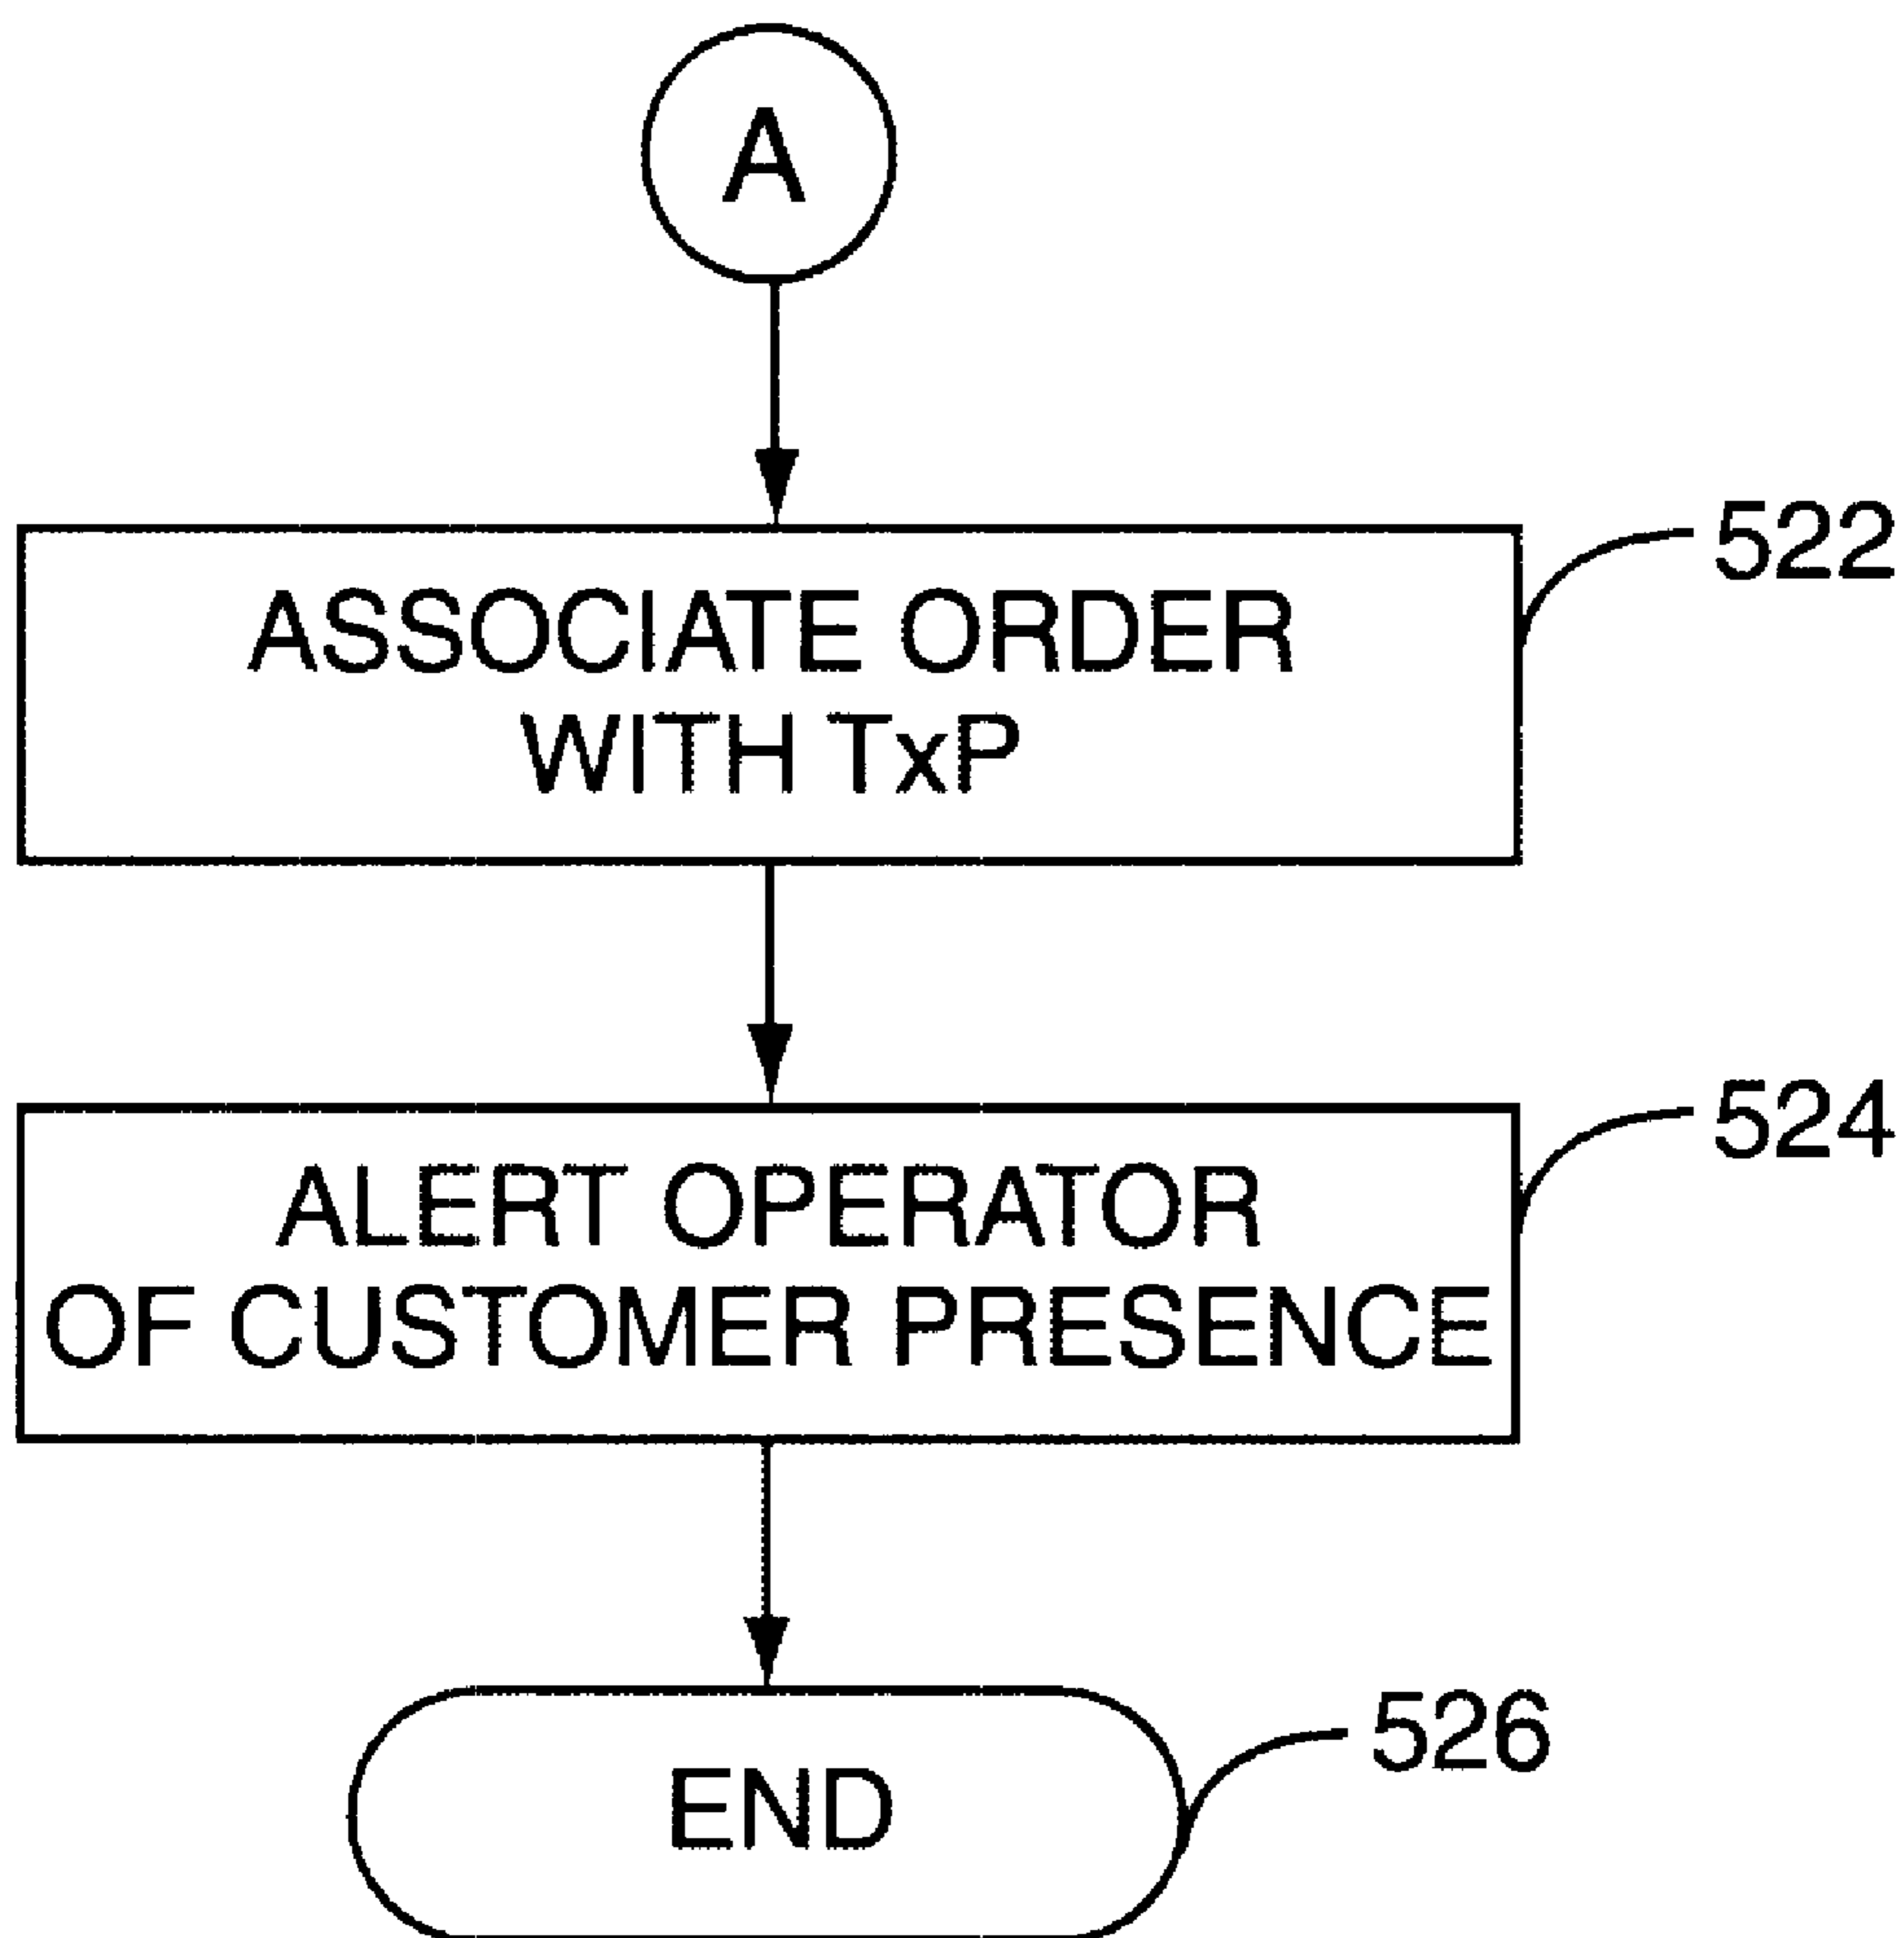 A
522
ASSOCIATE ORDER
WITH TxP
524
ALERT OPERATOR
OF CUSTOMER PRESENCE
526
END